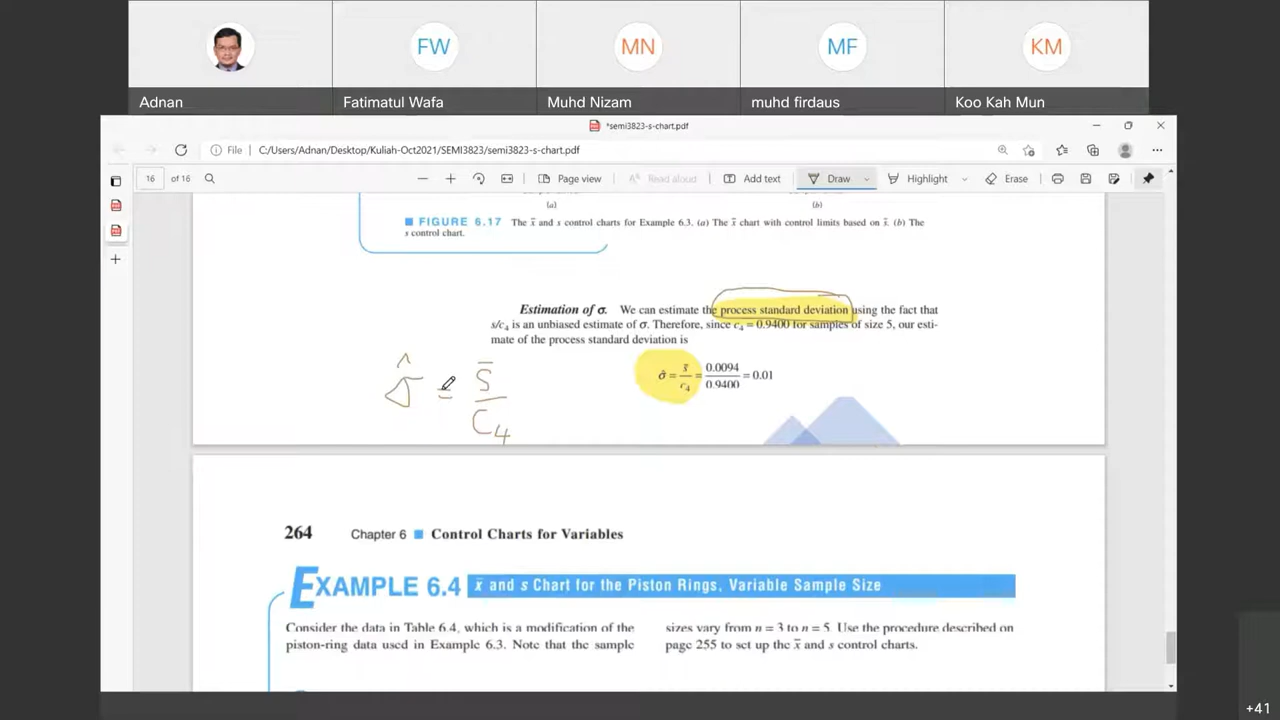 FW
MN
MF
KM
Adnan
Fatimatul Wafa
Muhd Nizam
muhd firdaus
Koo Kah Mun
*semi3823-s-chart.pdf
File
C:/Users/Adnan/Desktop/Kuliah-Oct2021/SEMI3823/semi3823-s-chart.pdf
16 of 16
Page view
Read aloud
Add text
Draw
Highlight
Erase
(a)
(b)
FIGURE 6.17 The x̄ and s control charts for Example 6.3. (a) The x̄ chart with control limits based on s̄. (b) The
s control chart.
Estimation of σ. We can estimate the process standard deviation using the fact that
s/c₄ is an unbiased estimate of σ. Therefore, since c₄ = 0.9400 for samples of size 5, our esti-
mate of the process standard deviation is
σ̂ = s̄/c₄ = 0.0094/0.9400 = 0.01
σ̂ = s̄/C₄
264 Chapter 6 Control Charts for Variables
EXAMPLE 6.4 x̄ and s Chart for the Piston Rings, Variable Sample Size
Consider the data in Table 6.4, which is a modification of the
piston-ring data used in Example 6.3. Note that the sample
sizes vary from n = 3 to n = 5. Use the procedure described on
page 255 to set up the x̄ and s control charts.
+41